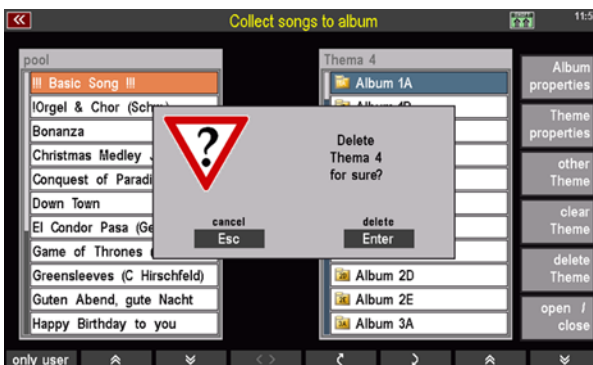 Collect songs to album
11:5
pool
!!! Basic Song !!!
!Orgel & Chor (Schm)
Bonanza
Christmas Medley
Conquest of Paradi
Down Town
El Condor Pasa (Ge
Game of Thrones
Greensleeves (C Hirschfeld)
Guten Abend, gute Nacht
Happy Birthday to you
Thema 4
Album 1A
Album 2D
Album 2E
Album 3A
Delete
Thema 4
for sure?
cancel
Esc
delete
Enter
Album
properties
Theme
properties
other
Theme
clear
Theme
delete
Theme
open /
close
only user